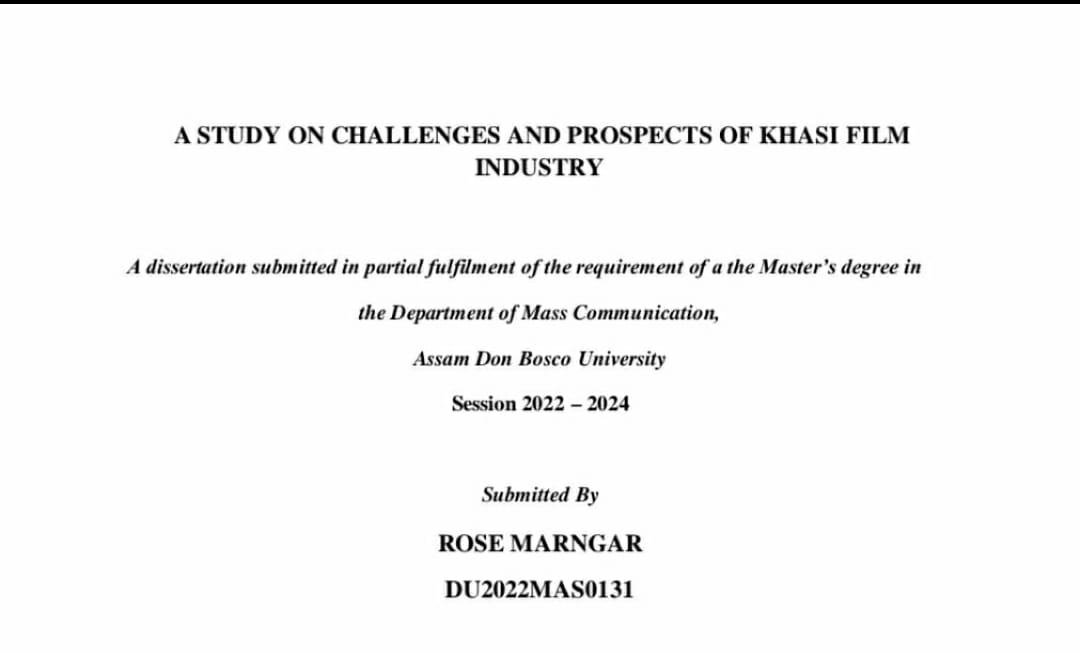 A STUDY ON CHALLENGES AND PROSPECTS OF KHASI FILM
INDUSTRY
A dissertation submitted in partial fulfilment of the requirement of a the Master's degree in
the Department of Mass Communication,
Assam Don Bosco University
Session 2022 – 2024
Submitted By
ROSE MARNGAR
DU2022MAS0131